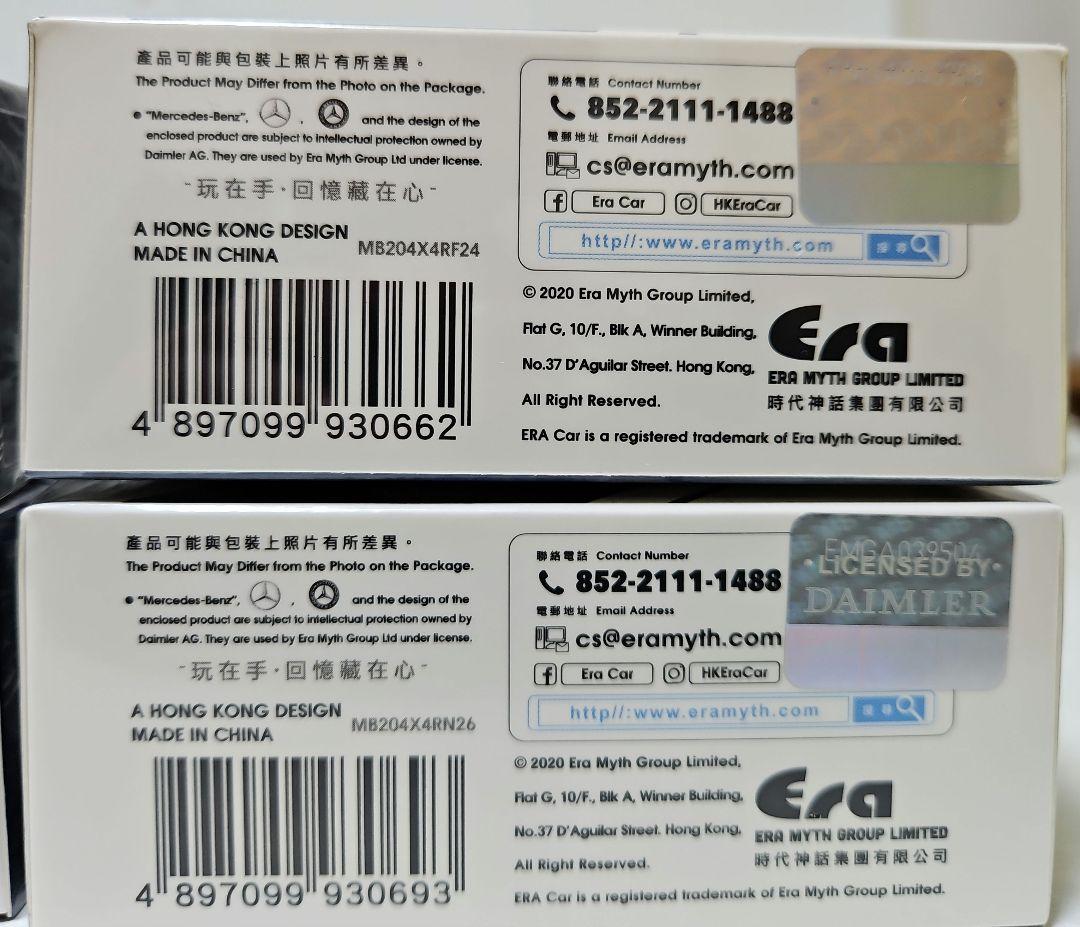 產品可能與包裝上照片有所差異。
The Product May Differ from the Photo on the Package.
"Mercedes-Benz", , and the design of the
enclosed product are subject to intellectual protection owned by
Daimler AG. They are used by Era Myth Group Ltd under license.
-玩在手·回憶藏在心-
A HONG KONG DESIGN
MADE IN CHINA
MB204X4RF24
4 897099 930662
聯絡電話 Contact Number
852-2111-1488
電郵地址 Email Address
cs@eramyth.com
Era Car HKEraCar
http//:www.eramyth.com 搜尋
© 2020 Era Myth Group Limited,
Flat G, 10/F., Blk A, Winner Building,
No.37 D'Aguilar Street. Hong Kong,
All Right Reserved.
Era
ERA MYTH GROUP LIMITED
時代神話集團有限公司
ERA Car is a registered trademark of Era Myth Group Limited.
產品可能與包裝上照片有所差異。
The Product May Differ from the Photo on the Package.
"Mercedes-Benz", , and the design of the
enclosed product are subject to intellectual protection owned by
Daimler AG. They are used by Era Myth Group Ltd under license.
-玩在手·回憶藏在心-
A HONG KONG DESIGN
MADE IN CHINA
MB204X4RN26
4 897099 930693
聯絡電話 Contact Number
852-2111-1488
電郵地址 Email Address
cs@eramyth.com
Era Car HKEraCar
http//:www.eramyth.com 搜尋
LICENSED BY
DAIMLER
© 2020 Era Myth Group Limited,
Flat G, 10/F., Blk A, Winner Building,
No.37 D'Aguilar Street. Hong Kong,
All Right Reserved.
Era
ERA MYTH GROUP LIMITED
時代神話集團有限公司
ERA Car is a registered trademark of Era Myth Group Limited.